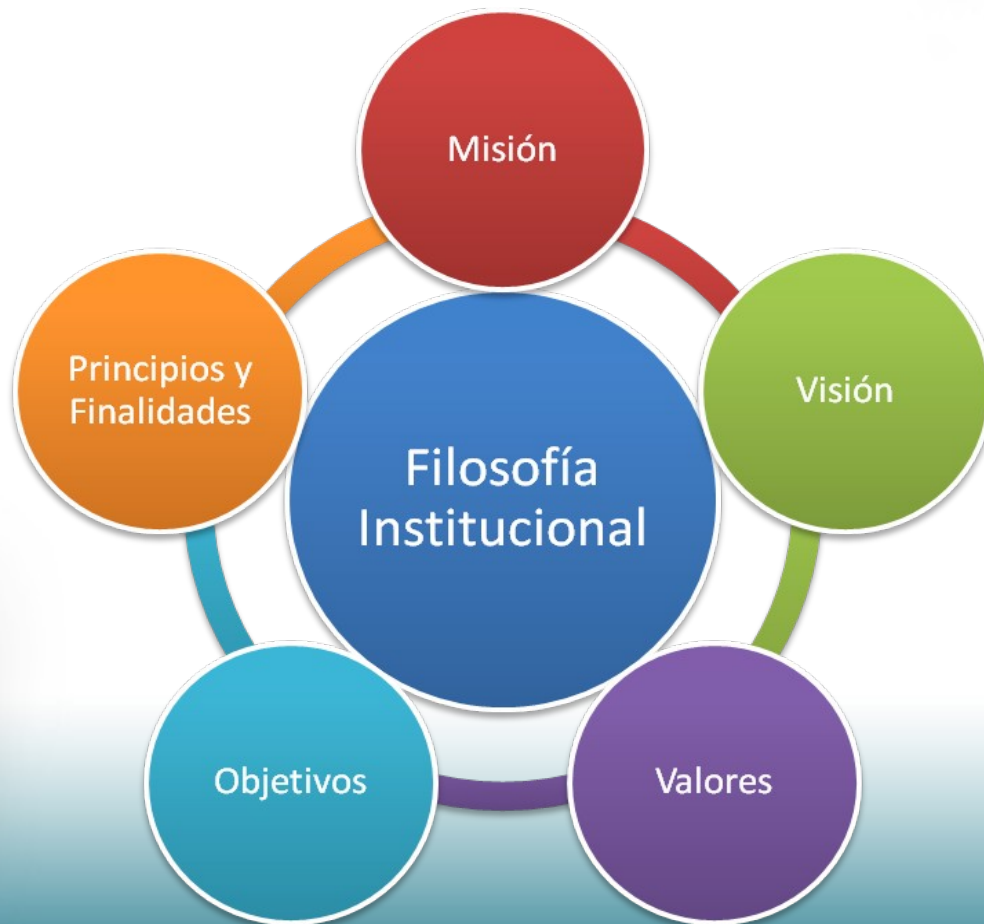 Misión
Visión
Valores
Objetivos
Principios y
Finalidades
Filosofía
Institucional